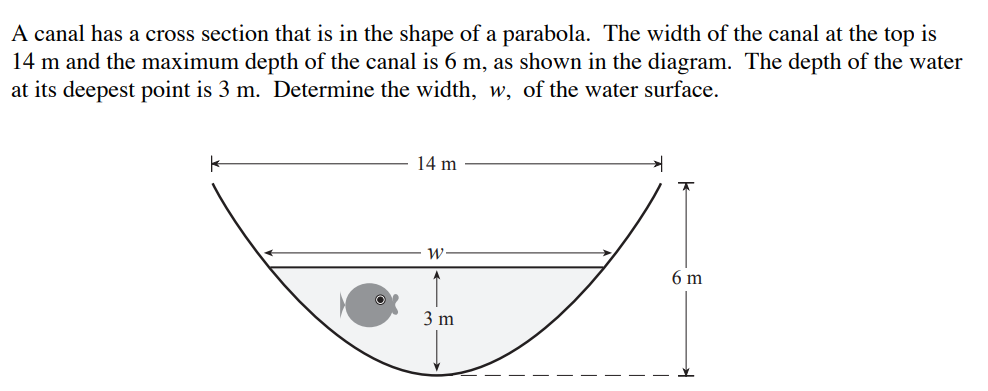 A canal has a cross section that is in the shape of a parabola. The width of the canal at the top is
14 m and the maximum depth of the canal is 6 m, as shown in the diagram. The depth of the water
at its deepest point is 3 m. Determine the width, w, of the water surface.
14 m
w
6 m
3 m